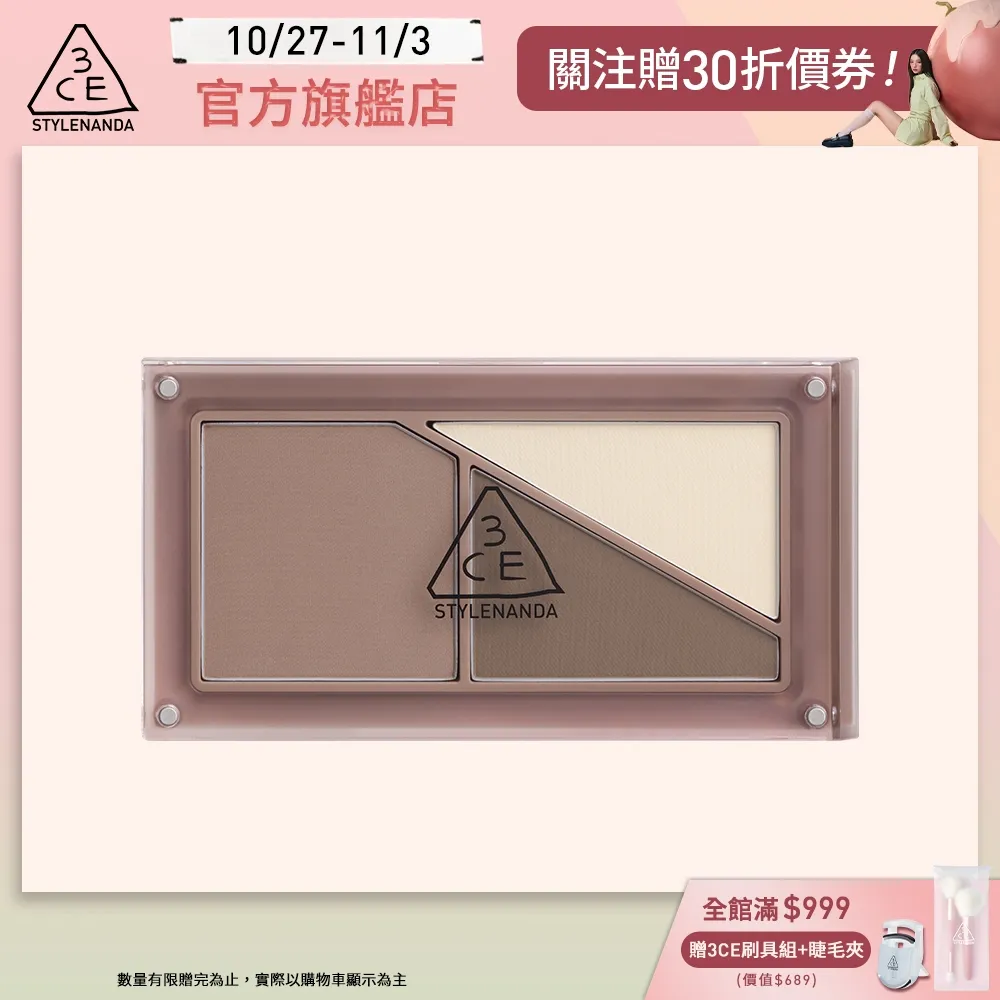 3CE
STYLENANDA
10/27-11/3
官方旗艦店
關注贈30折價券!
3CE
STYLENANDA
全館滿$999
贈3CE刷具組+睫毛夾
(價值$689)
數量有限贈完為止，實際以購物車顯示為主